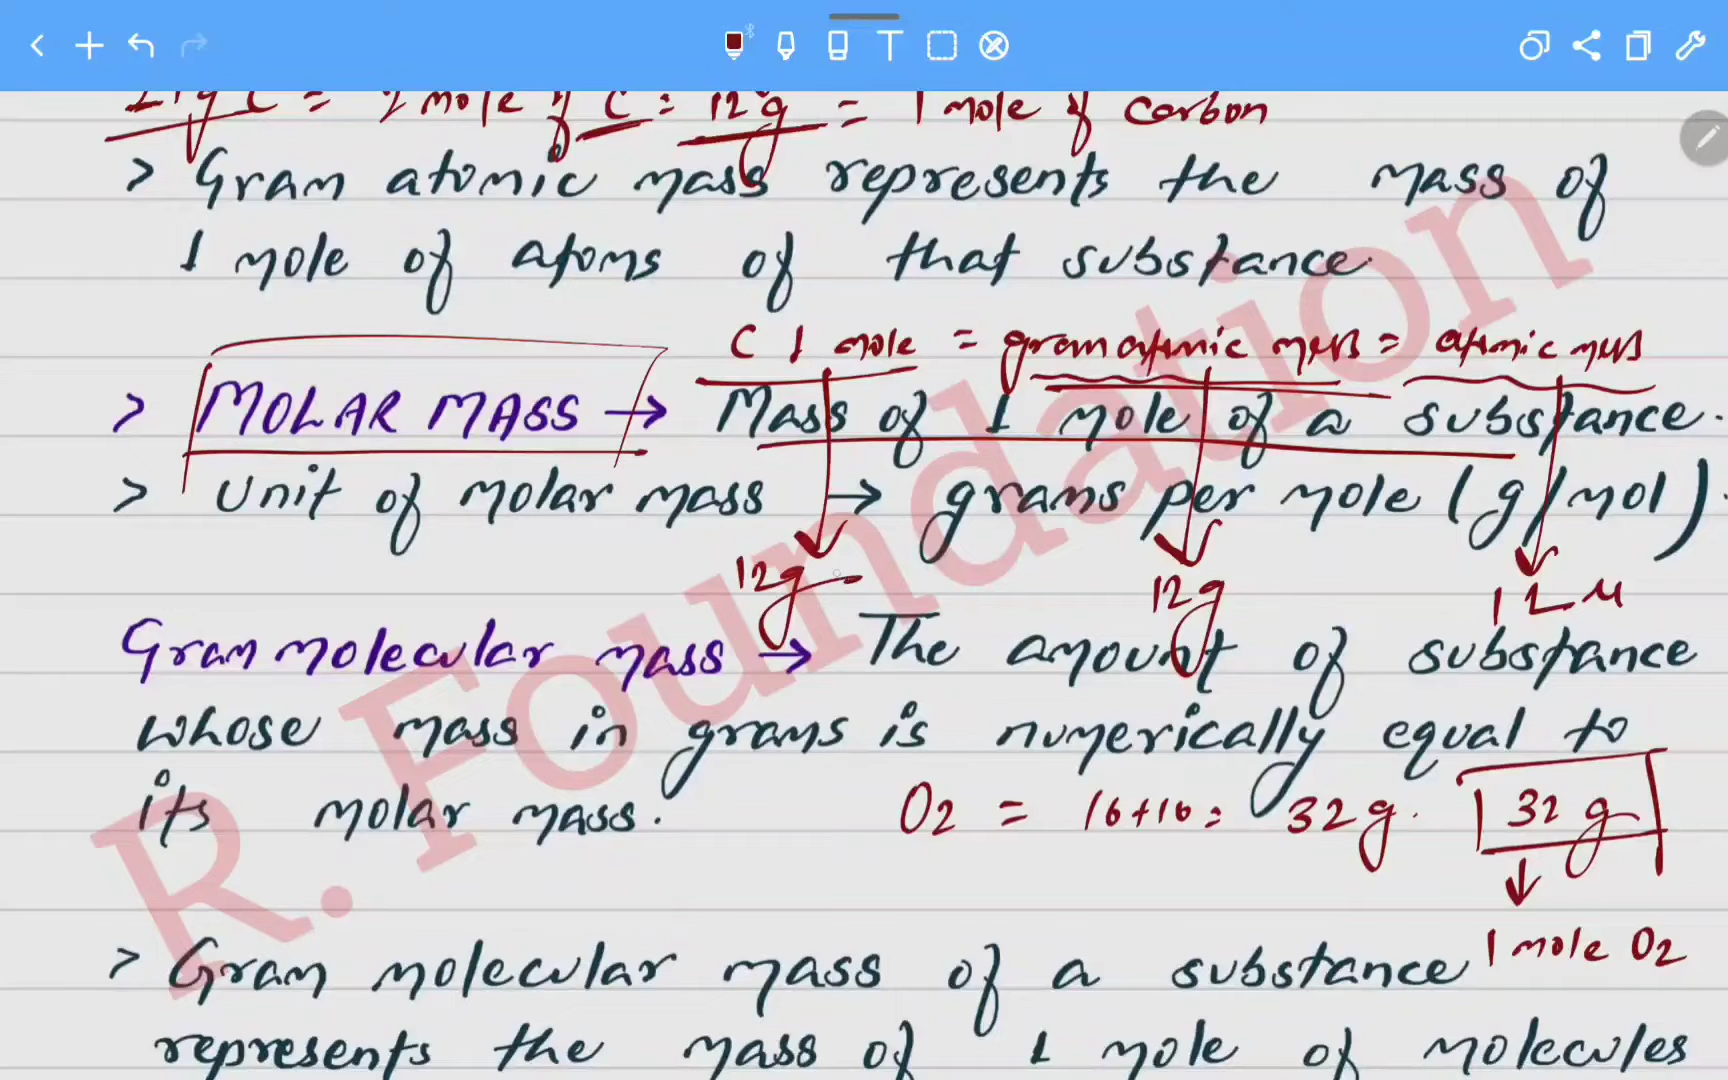 C = 1 mole of C = 12g = 1 mole of carbon
> Gram atomic mass represents the mass of
1 mole of atoms of that substance.
C 1 mole = gram atomic mass = atomic mass
> MOLAR MASS → Mass of 1 mole of a substance.
> Unit of molar mass → grams per mole (g/mol).
12g 12g 12u
Gram molecular mass → The amount of substance
whose mass in grams is numerically equal to
its molar mass. O2 = 16+16 = 32g. 32g
1 mole O2
> Gram molecular mass of a substance
represents the mass of 1 mole of molecules
R. Foundation